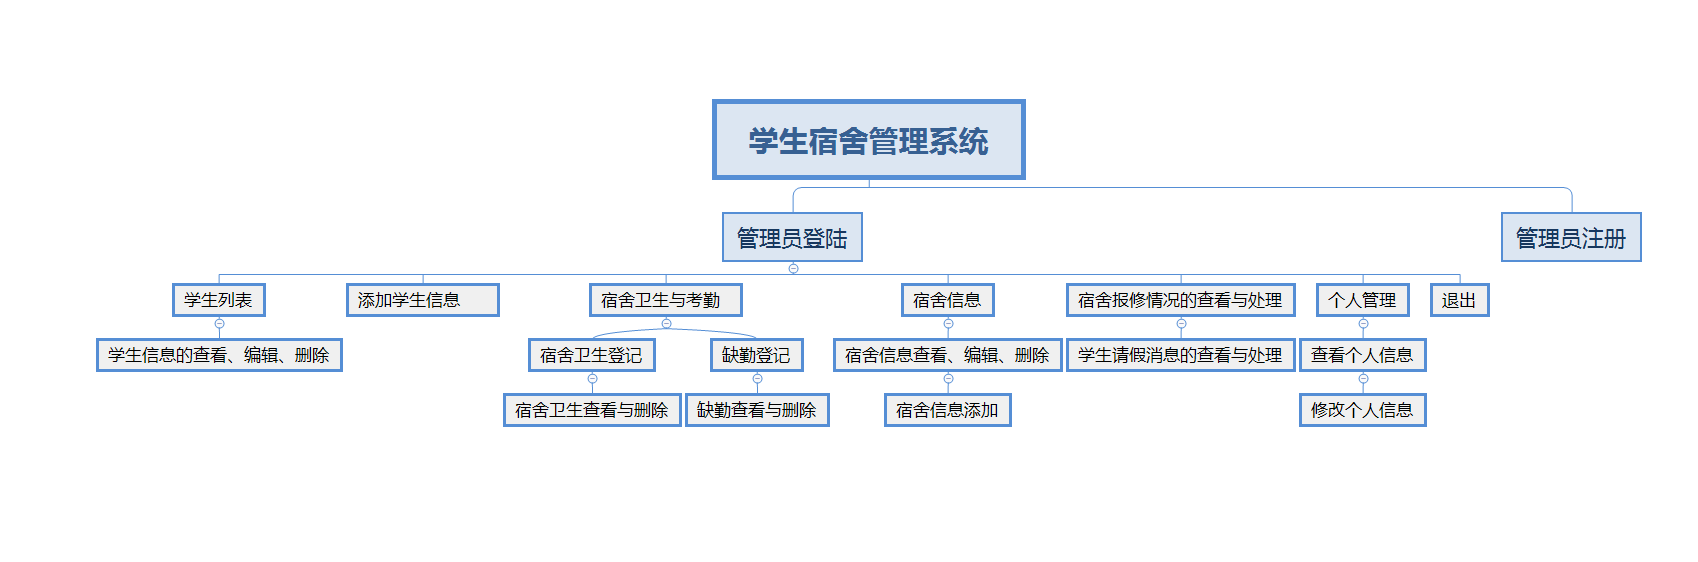 学生宿舍管理系统
管理员登陆
管理员注册
学生列表
添加学生信息
宿舍卫生与考勤
宿舍信息
宿舍报修情况的查看与处理
个人管理
退出
学生信息的查看、编辑、删除
宿舍卫生登记
缺勤登记
宿舍信息查看、编辑、删除
学生请假消息的查看与处理
查看个人信息
宿舍卫生查看与删除
缺勤查看与删除
宿舍信息添加
修改个人信息